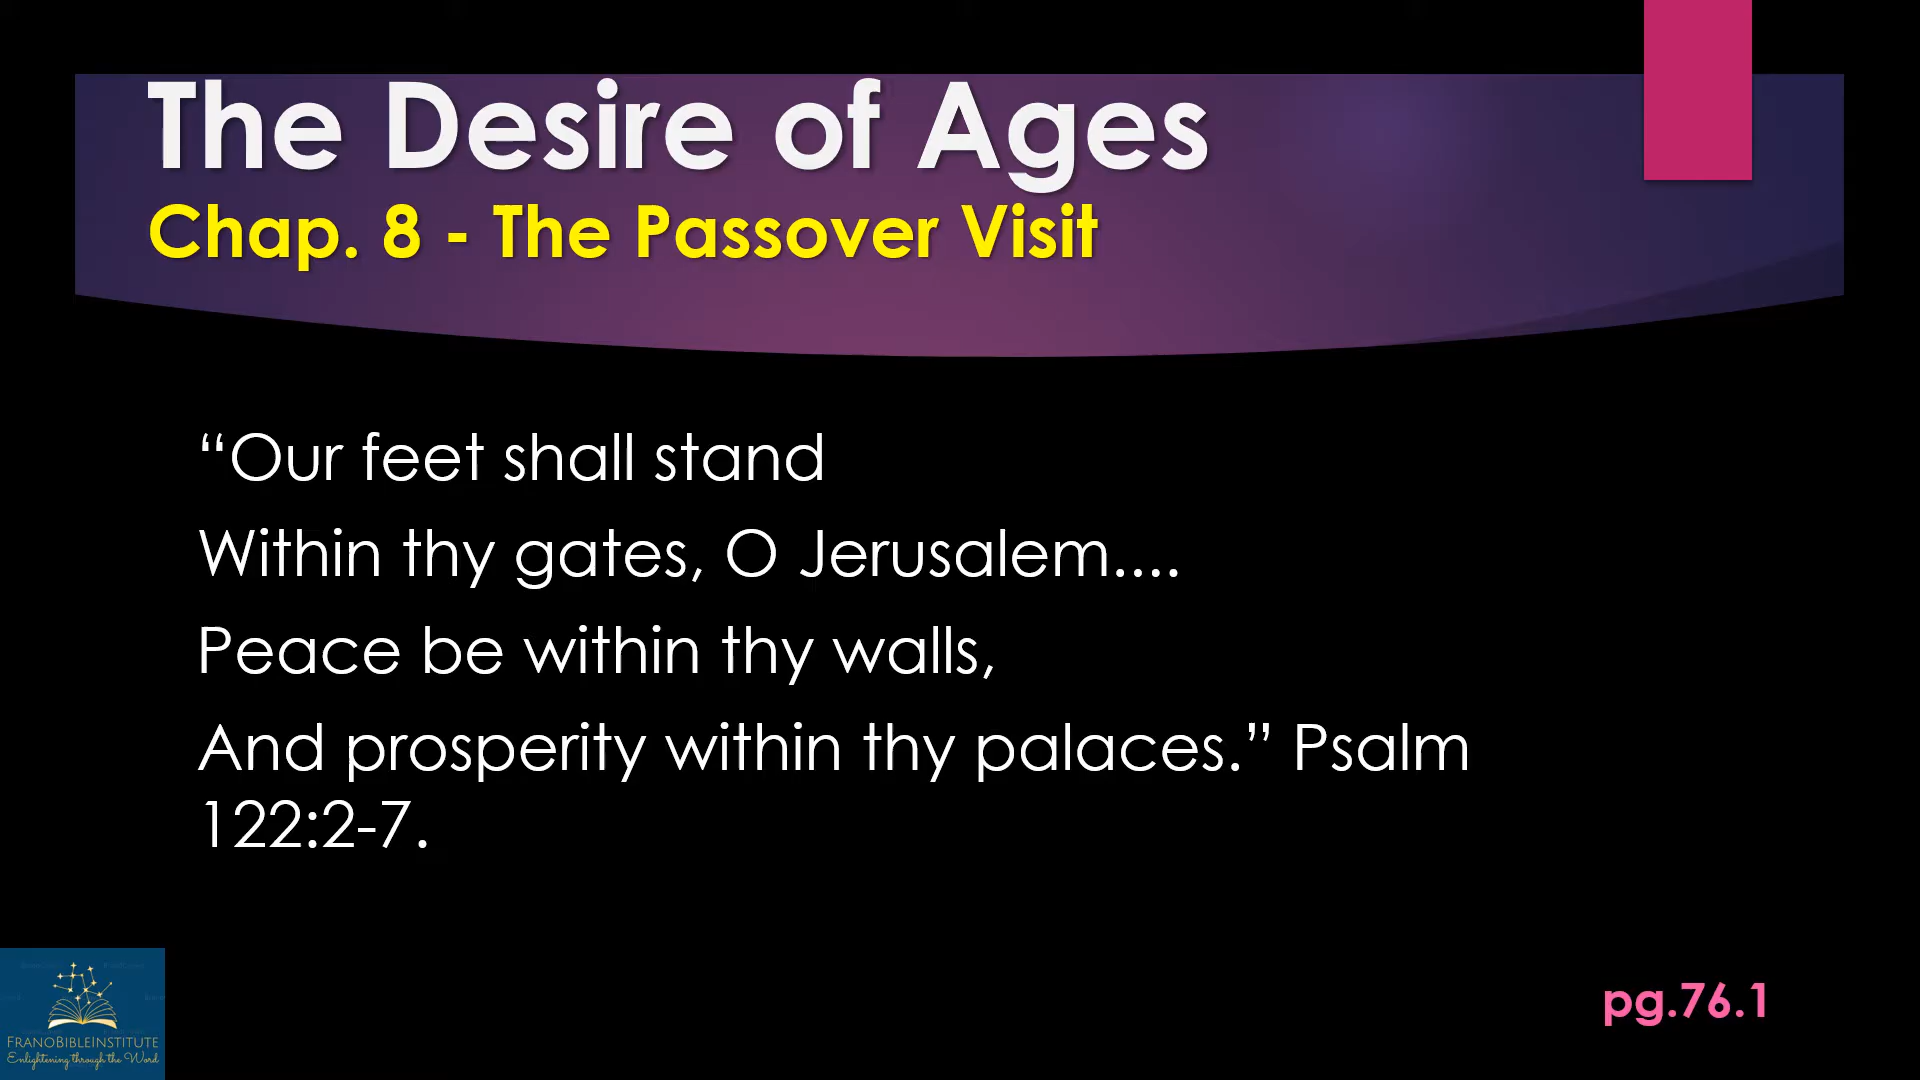 The Desire of Ages
Chap. 8 - The Passover Visit
“Our feet shall stand
Within thy gates, O Jerusalem....
Peace be within thy walls,
And prosperity within thy palaces.” Psalm
122:2-7.
pg.76.1
FRANOBIBLEINSTITUTE
Enlightening through the Word